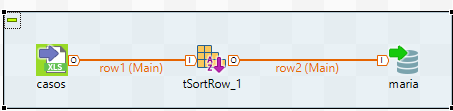 XLS
O
row1 (Main)
I
A
Z
O
row2 (Main)
I
casos
tSortRow_1
maria